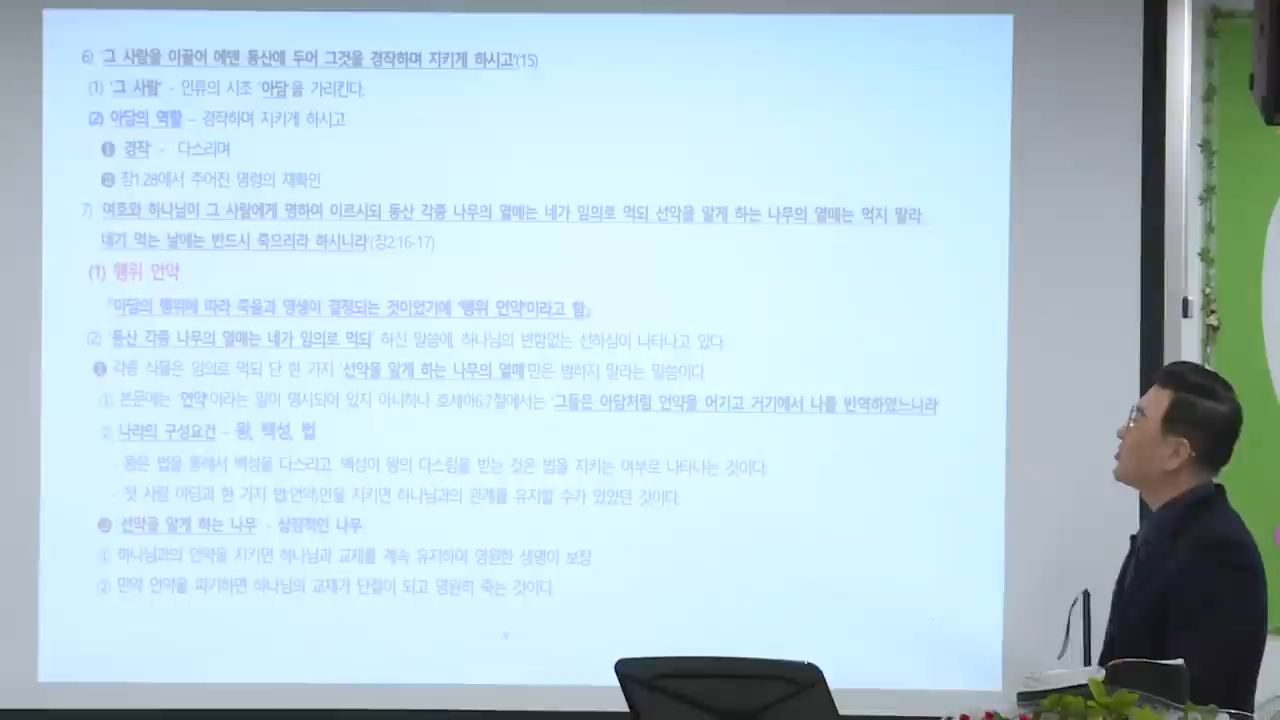 6) '그 사람을 이끌어 에덴 동산에 두어 그것을 경작하며 지키게 하시고'(15)
(1) '그 사람' - 인류의 시조 '아담'을 가리킨다.
(2) 아담의 역할 - 경작하며 지키게 하시고
❶ 경작 - 다스리며
❷ 창1:28에서 주어진 명령의 재확인
7) 여호와 하나님이 그 사람에게 명하여 이르시되 동산 각종 나무의 열매는 네가 임의로 먹되 선악을 알게 하는 나무의 열매는 먹지 말라
네가 먹는 날에는 반드시 죽으리라 하시니라'(창2:16-17)
(1) 행위 언약
『아담의 행위에 따라 죽음과 영생이 결정되는 것이었기에 '행위 언약'이라고 함』
(2) '동산 각종 나무의 열매는 네가 임의로 먹되' 하신 말씀에, 하나님의 변함없는 선하심이 나타나고 있다.
❶ 각종 식물은 임의로 먹되 단 한 가지 '선악을 알게 하는 나무의 열매'만은 범하지 말라는 말씀이다.
① 본문에는 '언약'이라는 말이 명시되어 있지 아니하나 호세아6:7절에서는 '그들은 아담처럼 언약을 어기고 거기에서 나를 반역하였느니라'
② 나라의 구성요건 - 왕, 백성, 법
- 왕은 법을 통해서 백성을 다스리고, 백성이 왕의 다스림을 받는 것은 법을 지키는 여부로 나타나는 것이다.
- 첫 사람 아담과 한 가지 법(언약)만을 지키면 하나님과의 관계를 유지할 수가 있었던 것이다.
❷ '선악을 알게 하는 나무' - 상징적인 나무
① 하나님과의 언약을 지키면 하나님과 교제를 계속 유지하며 영원한 생명이 보장
② 만약 언약을 파기하면 하나님의 교제가 단절이 되고 영원히 죽는 것이다.
- 9 -